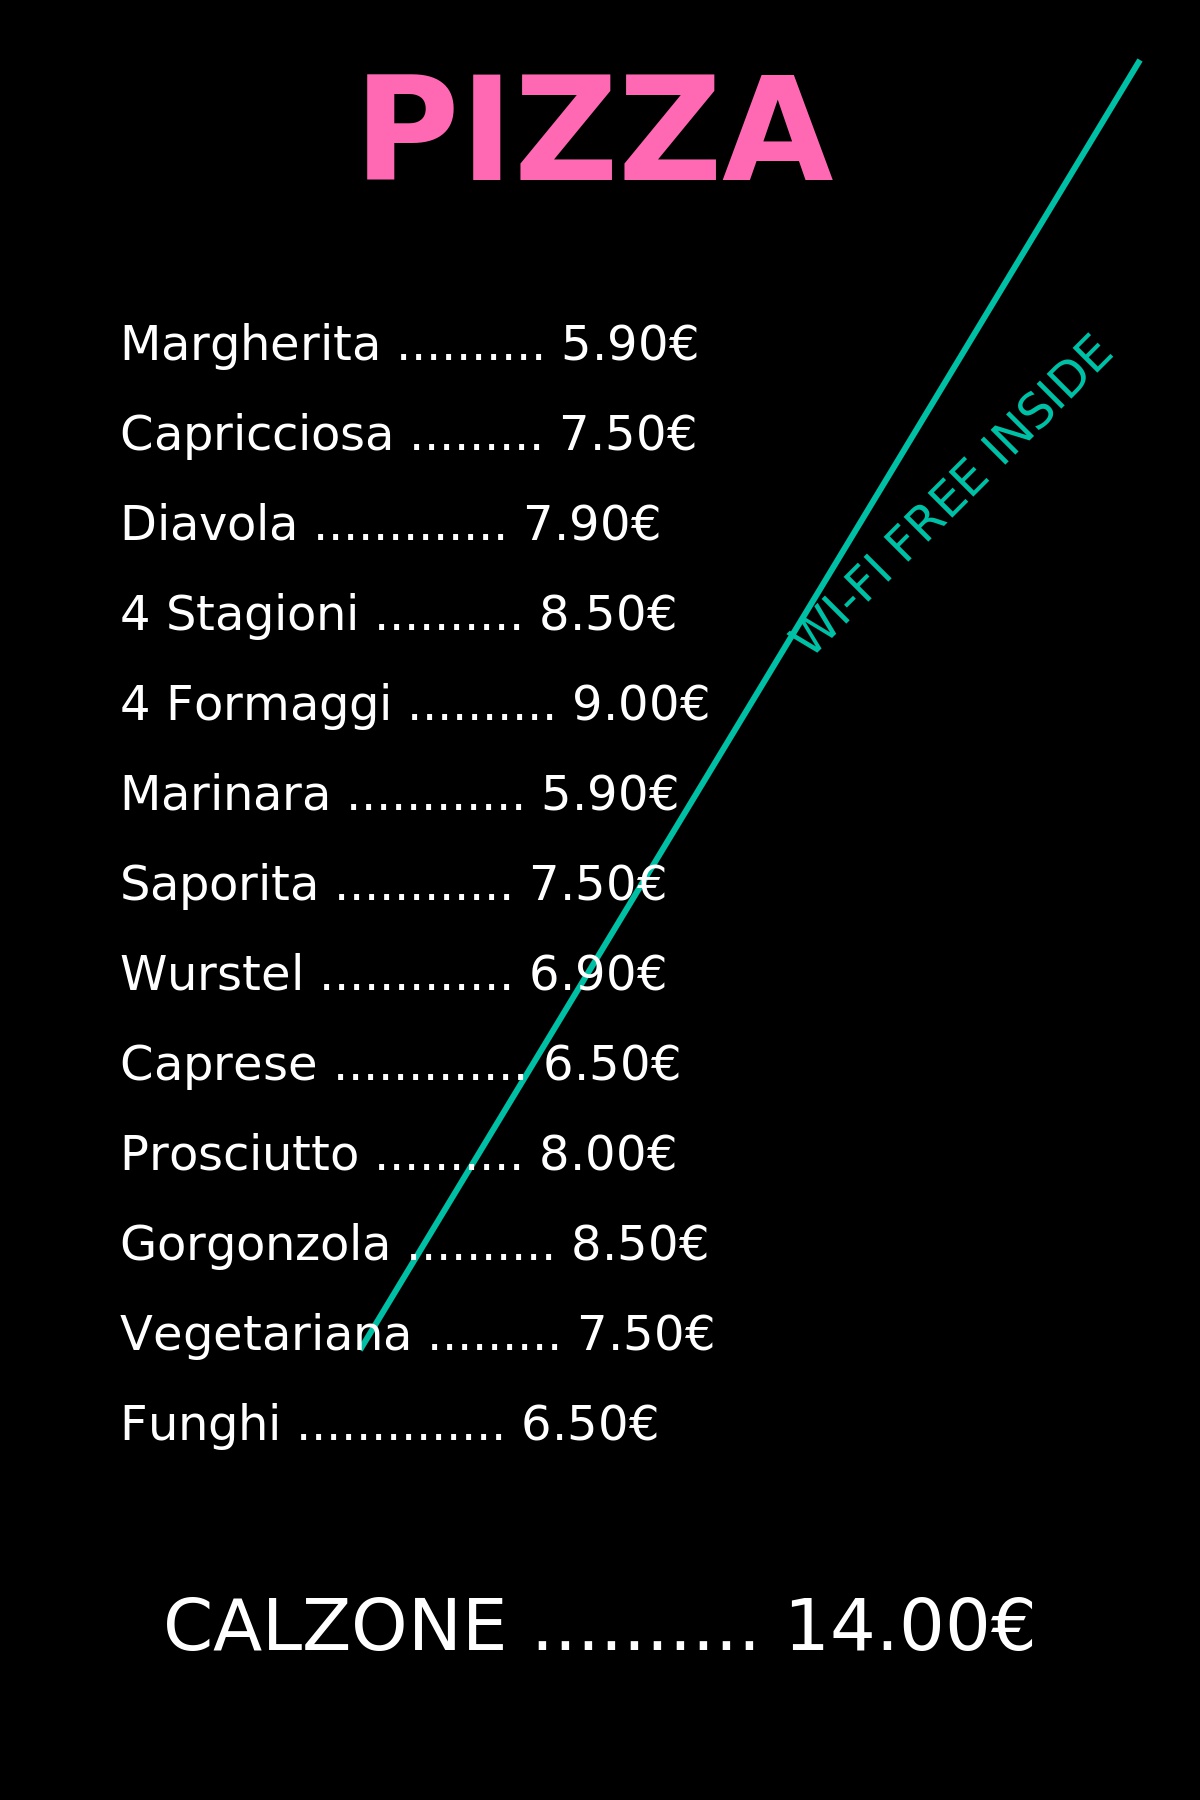 PIZZA
Margherita .......... 5.90€
Capricciosa ......... 7.50€
Diavola ............. 7.90€
4 Stagioni .......... 8.50€
4 Formaggi .......... 9.00€
Marinara ............ 5.90€
Saporita ............ 7.50€
Wurstel ............. 6.90€
Caprese ............. 6.50€
Prosciutto .......... 8.00€
Gorgonzola .......... 8.50€
Vegetariana ......... 7.50€
Funghi .............. 6.50€
CALZONE .......... 14.00€
WI-FI FREE INSIDE